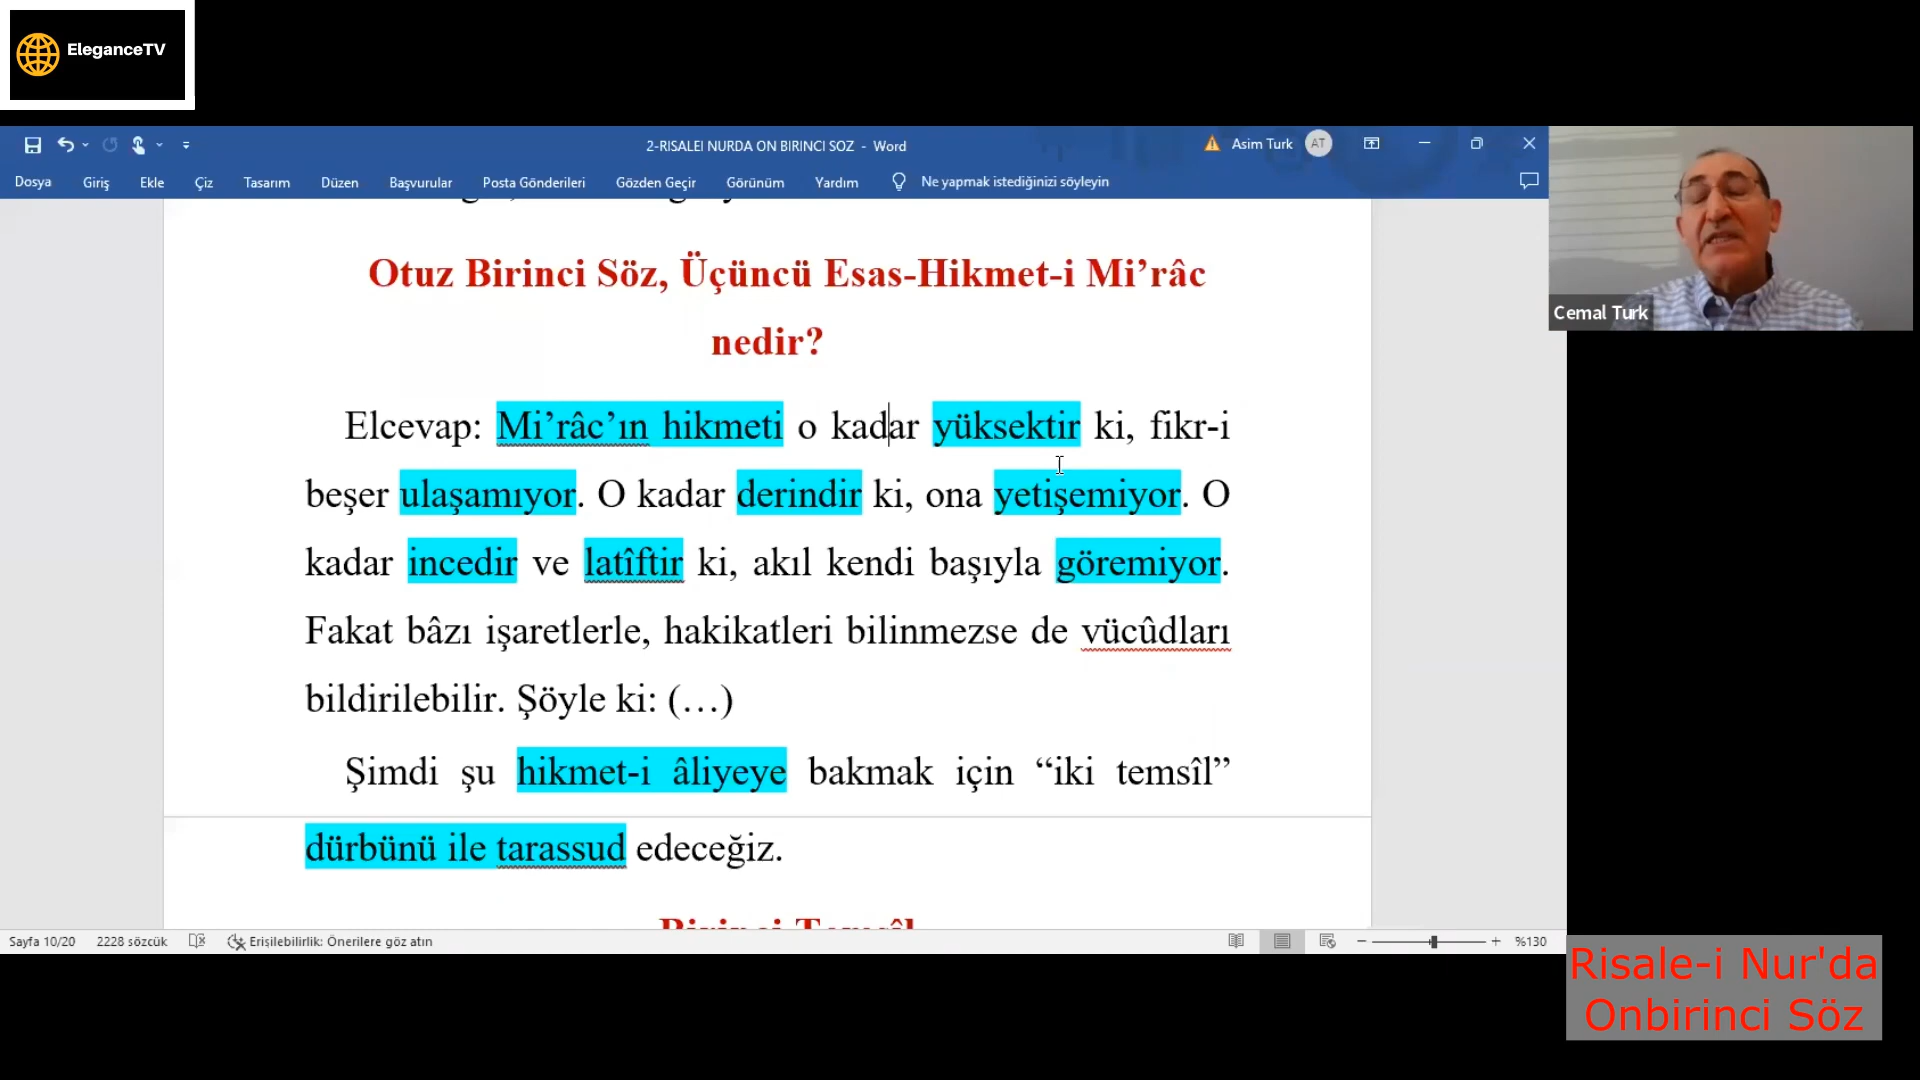 EleganceTV
2-RISALEI NURDA ON BIRINCI SOZ - Word
Asim Turk
AT
Dosya Giriş Ekle Çiz Tasarım Düzen Başvurular Posta Gönderileri Gözden Geçir Görünüm Yardım Ne yapmak istediğinizi söyleyin
Otuz Birinci Söz, Üçüncü Esas-Hikmet-i Mi’râc
nedir?
Elcevap: Mi’râc’ın hikmeti o kadar yüksektir ki, fikr-i
beşer ulaşamıyor. O kadar derindir ki, ona yetişemiyor. O
kadar incedir ve latîftir ki, akıl kendi başıyla göremiyor.
Fakat bâzı işaretlerle, hakikatleri bilinmezse de vücûdları
bildirilebilir. Şöyle ki: (…)
Şimdi şu hikmet-i âliyeye bakmak için “iki temsîl”
dürbünü ile tarassud edeceğiz.
Birinci Temsîl
Cemal Turk
Sayfa 10/20 2228 sözcük Erişilebilirlik: Önerilere göz atın %130
Risale-i Nur'da
Onbirinci Söz